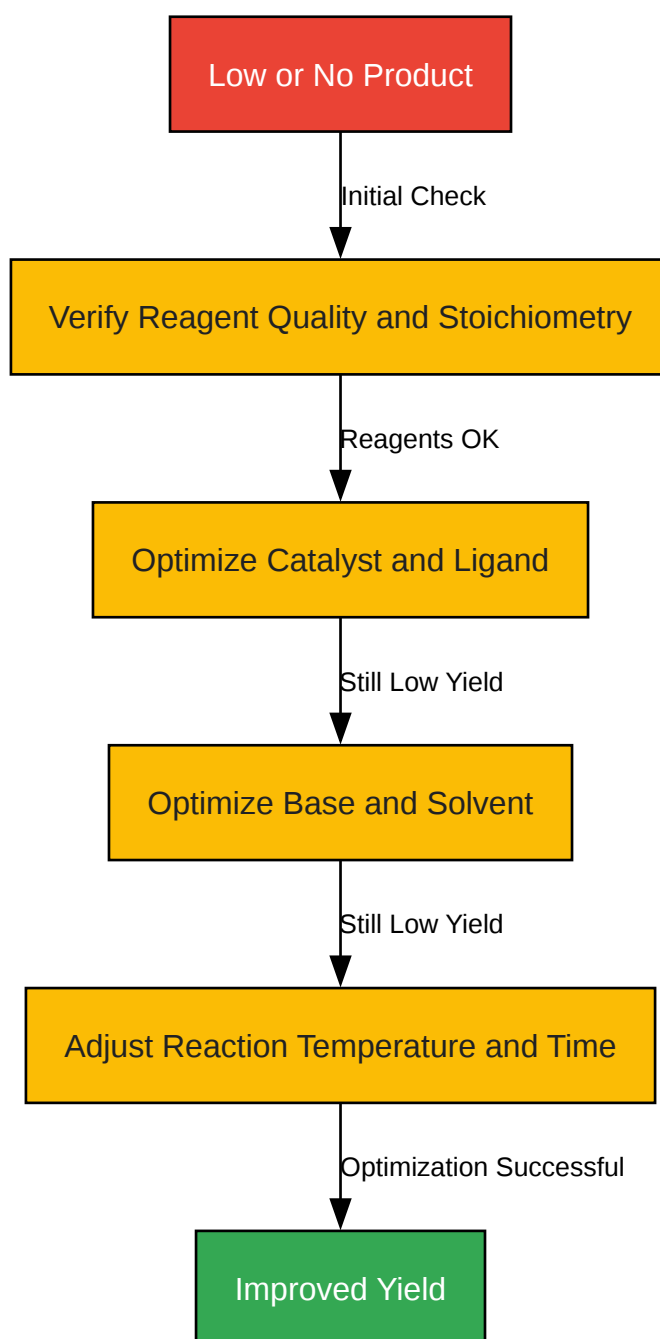 Low or No Product
Initial Check
Verify Reagent Quality and Stoichiometry
Reagents OK
Optimize Catalyst and Ligand
Still Low Yield
Optimize Base and Solvent
Still Low Yield
Adjust Reaction Temperature and Time
Optimization Successful
Improved Yield